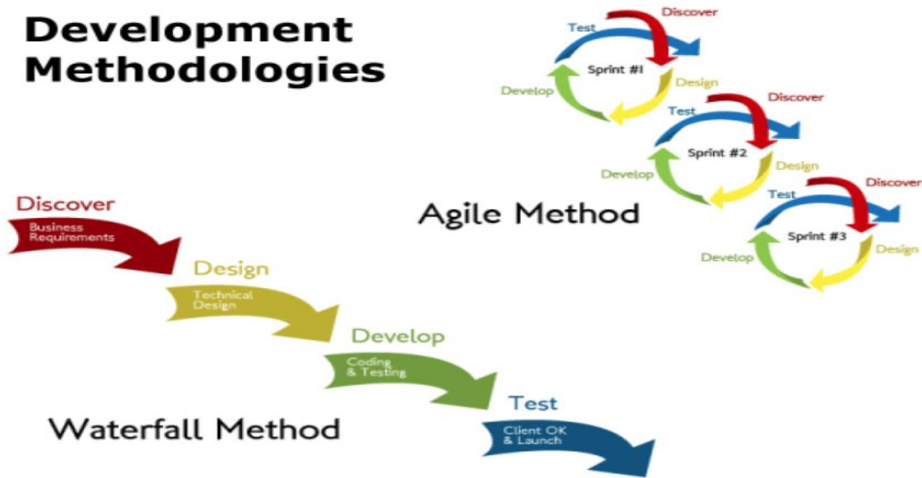 Development
Methodologies
Discover
Test
Sprint #1
Develop
Design
Discover
Test
Sprint #2
Develop
Design
Discover
Test
Sprint #3
Develop
Design
Agile Method
Discover
Business
Requirements
Design
Technical
Design
Develop
Coding
& Testing
Test
Client OK
& Launch
Waterfall Method